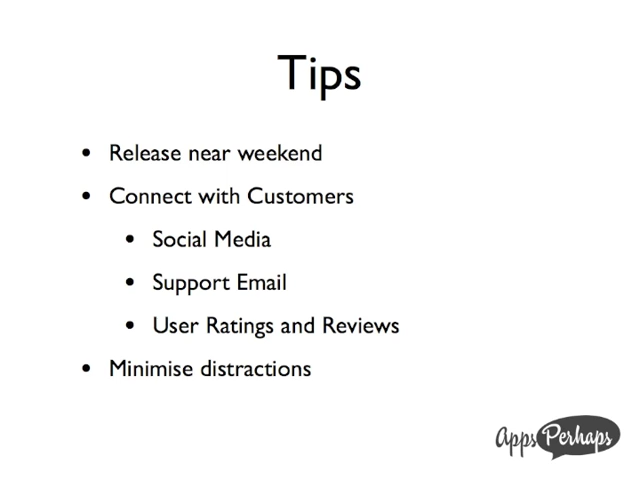 Tips
• Release near weekend
• Connect with Customers
• Social Media
• Support Email
• User Ratings and Reviews
• Minimise distractions
Apps Perhaps